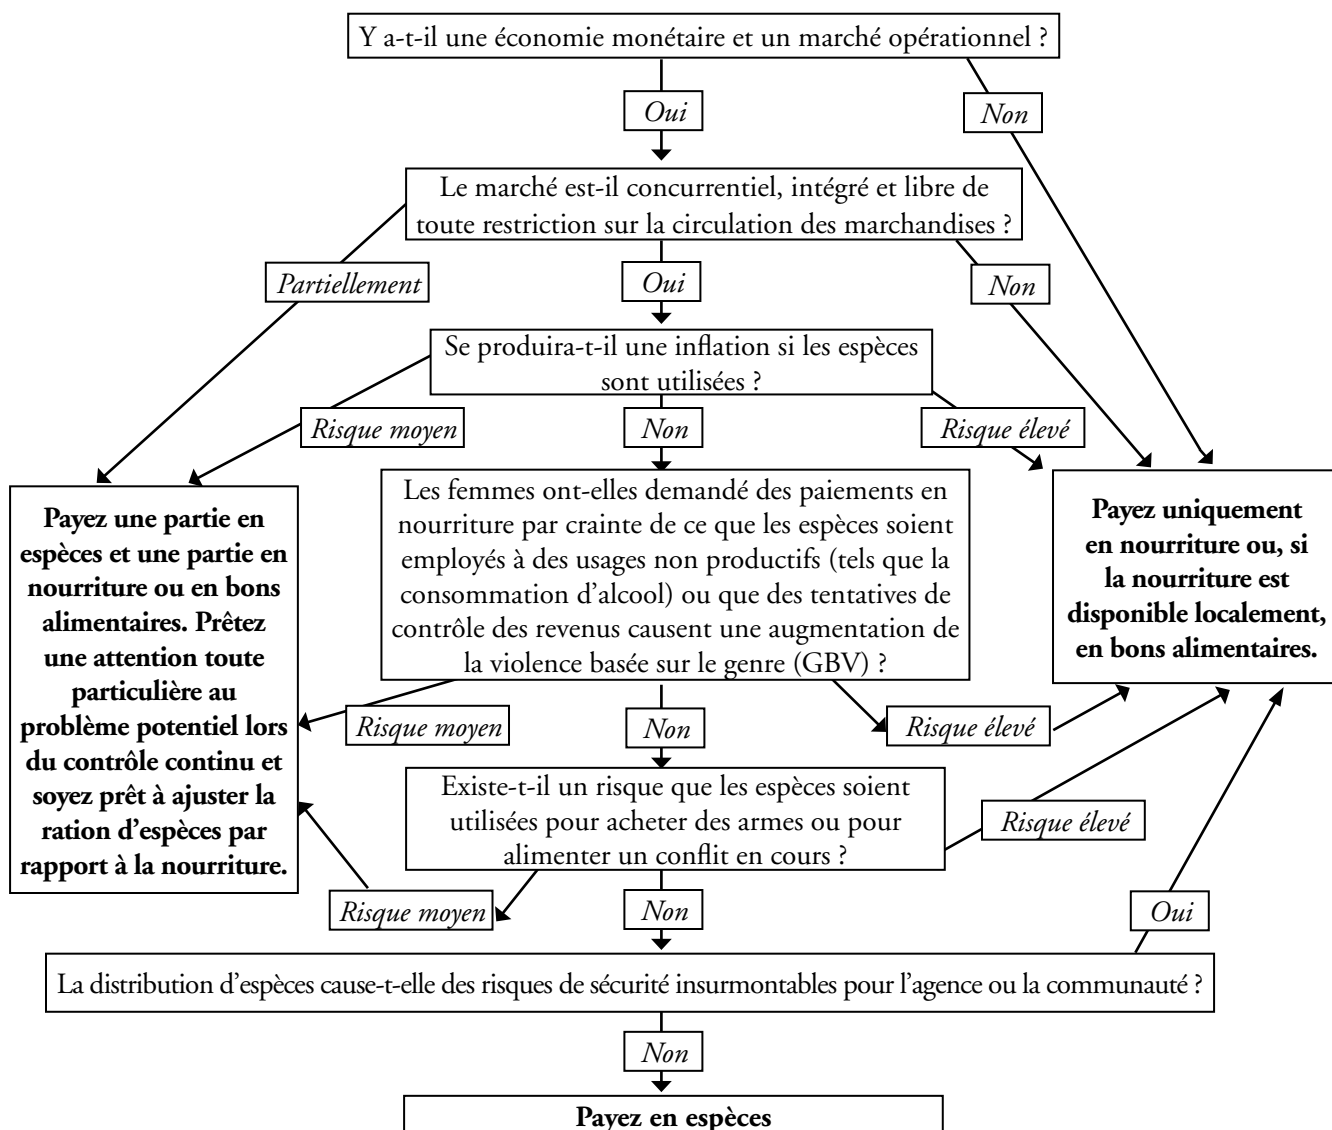 Y a-t-il une économie monétaire et un marché opérationnel ?
Oui
Non
Le marché est-il concurrentiel, intégré et libre de
toute restriction sur la circulation des marchandises ?
Partiellement
Oui
Non
Se produira-t-il une inflation si les espèces
sont utilisées ?
Risque moyen
Non
Risque élevé
Payez une partie en
espèces et une partie en
nourriture ou en bons
alimentaires. Prêtez
une attention toute
particulière au
problème potentiel lors
du contrôle continu et
soyez prêt à ajuster la
ration d’espèces par
rapport à la nourriture.
Les femmes ont-elles demandé des paiements en
nourriture par crainte de ce que les espèces soient
employés à des usages non productifs (tels que la
consommation d’alcool) ou que des tentatives de
contrôle des revenus causent une augmentation de
la violence basée sur le genre (GBV) ?
Payez uniquement
en nourriture ou, si
la nourriture est
disponible localement,
en bons alimentaires.
Risque moyen
Non
Risque élevé
Existe-t-il un risque que les espèces soient
utilisées pour acheter des armes ou pour
alimenter un conflit en cours ?
Risque élevé
Risque moyen
Non
Oui
La distribution d’espèces cause-t-elle des risques de sécurité insurmontables pour l’agence ou la communauté ?
Non
Payez en espèces